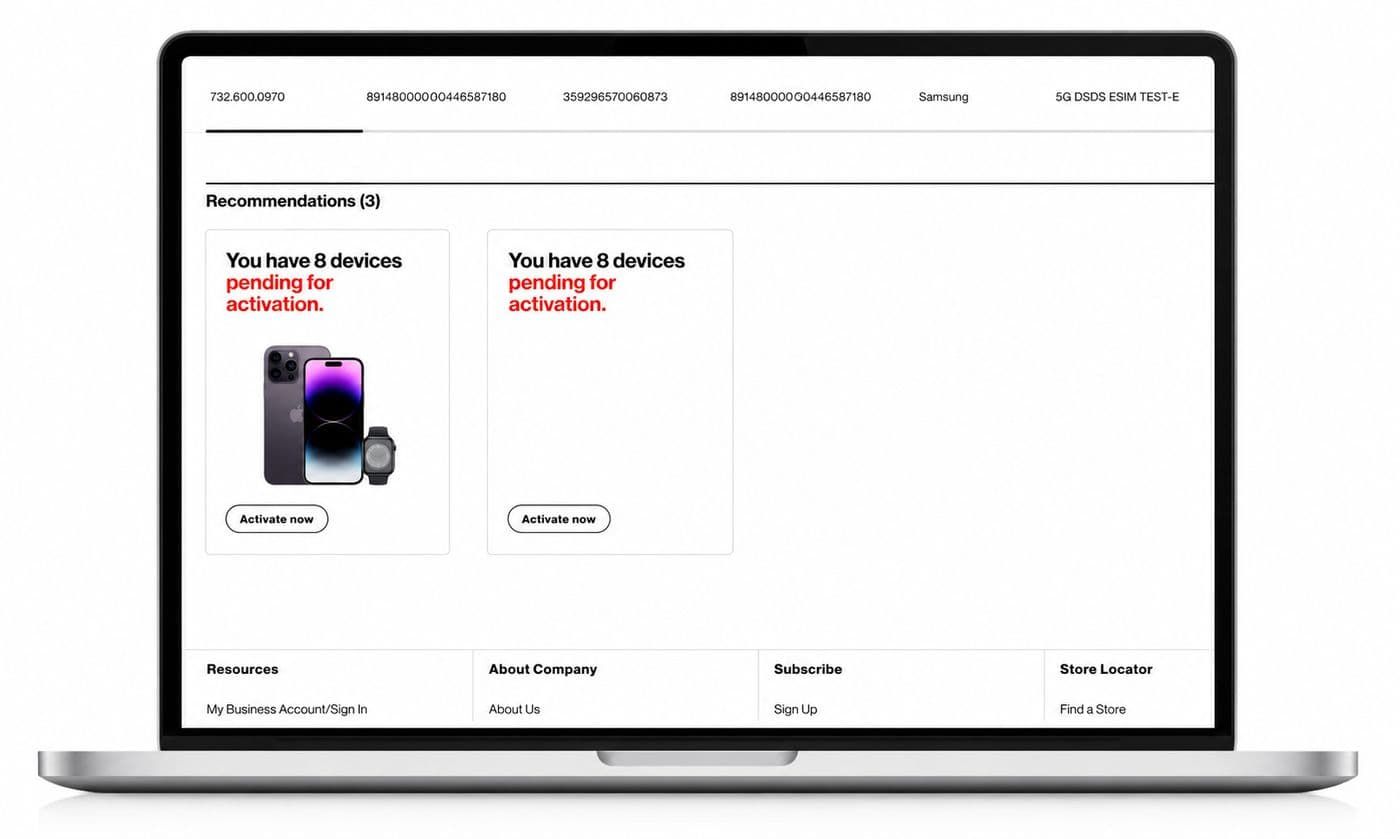 732.600.0970 89148000000446587180 359296570060873 89148000000446587180 Samsung 5G DSDS ESIM TEST-E
Recommendations (3)
You have 8 devices
pending for
activation.
Activate now
You have 8 devices
pending for
activation.
Activate now
Resources
My Business Account/Sign In
About Company
About Us
Subscribe
Sign Up
Store Locator
Find a Store